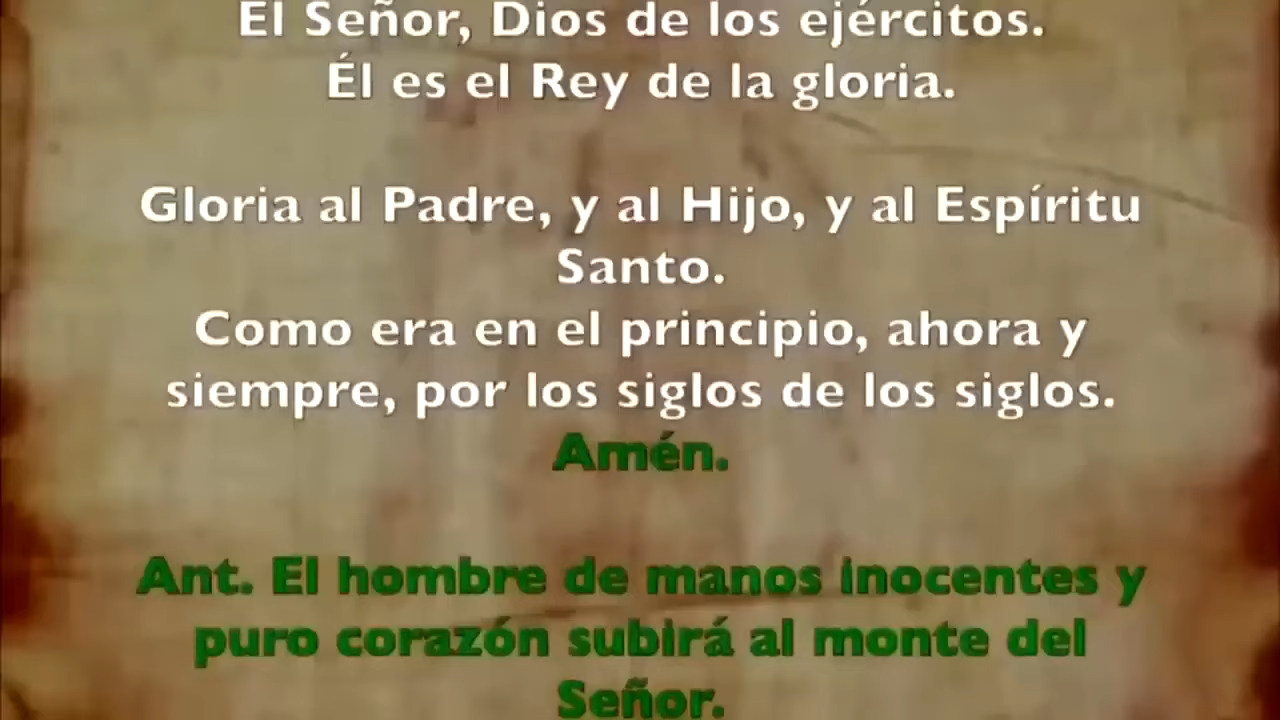 El Señor, Dios de los ejércitos.
Él es el Rey de la gloria.
Gloria al Padre, y al Hijo, y al Espíritu
Santo.
Como era en el principio, ahora y
siempre, por los siglos de los siglos.
Amén.
Ant. El hombre de manos inocentes y
puro corazón subirá al monte del
Señor.